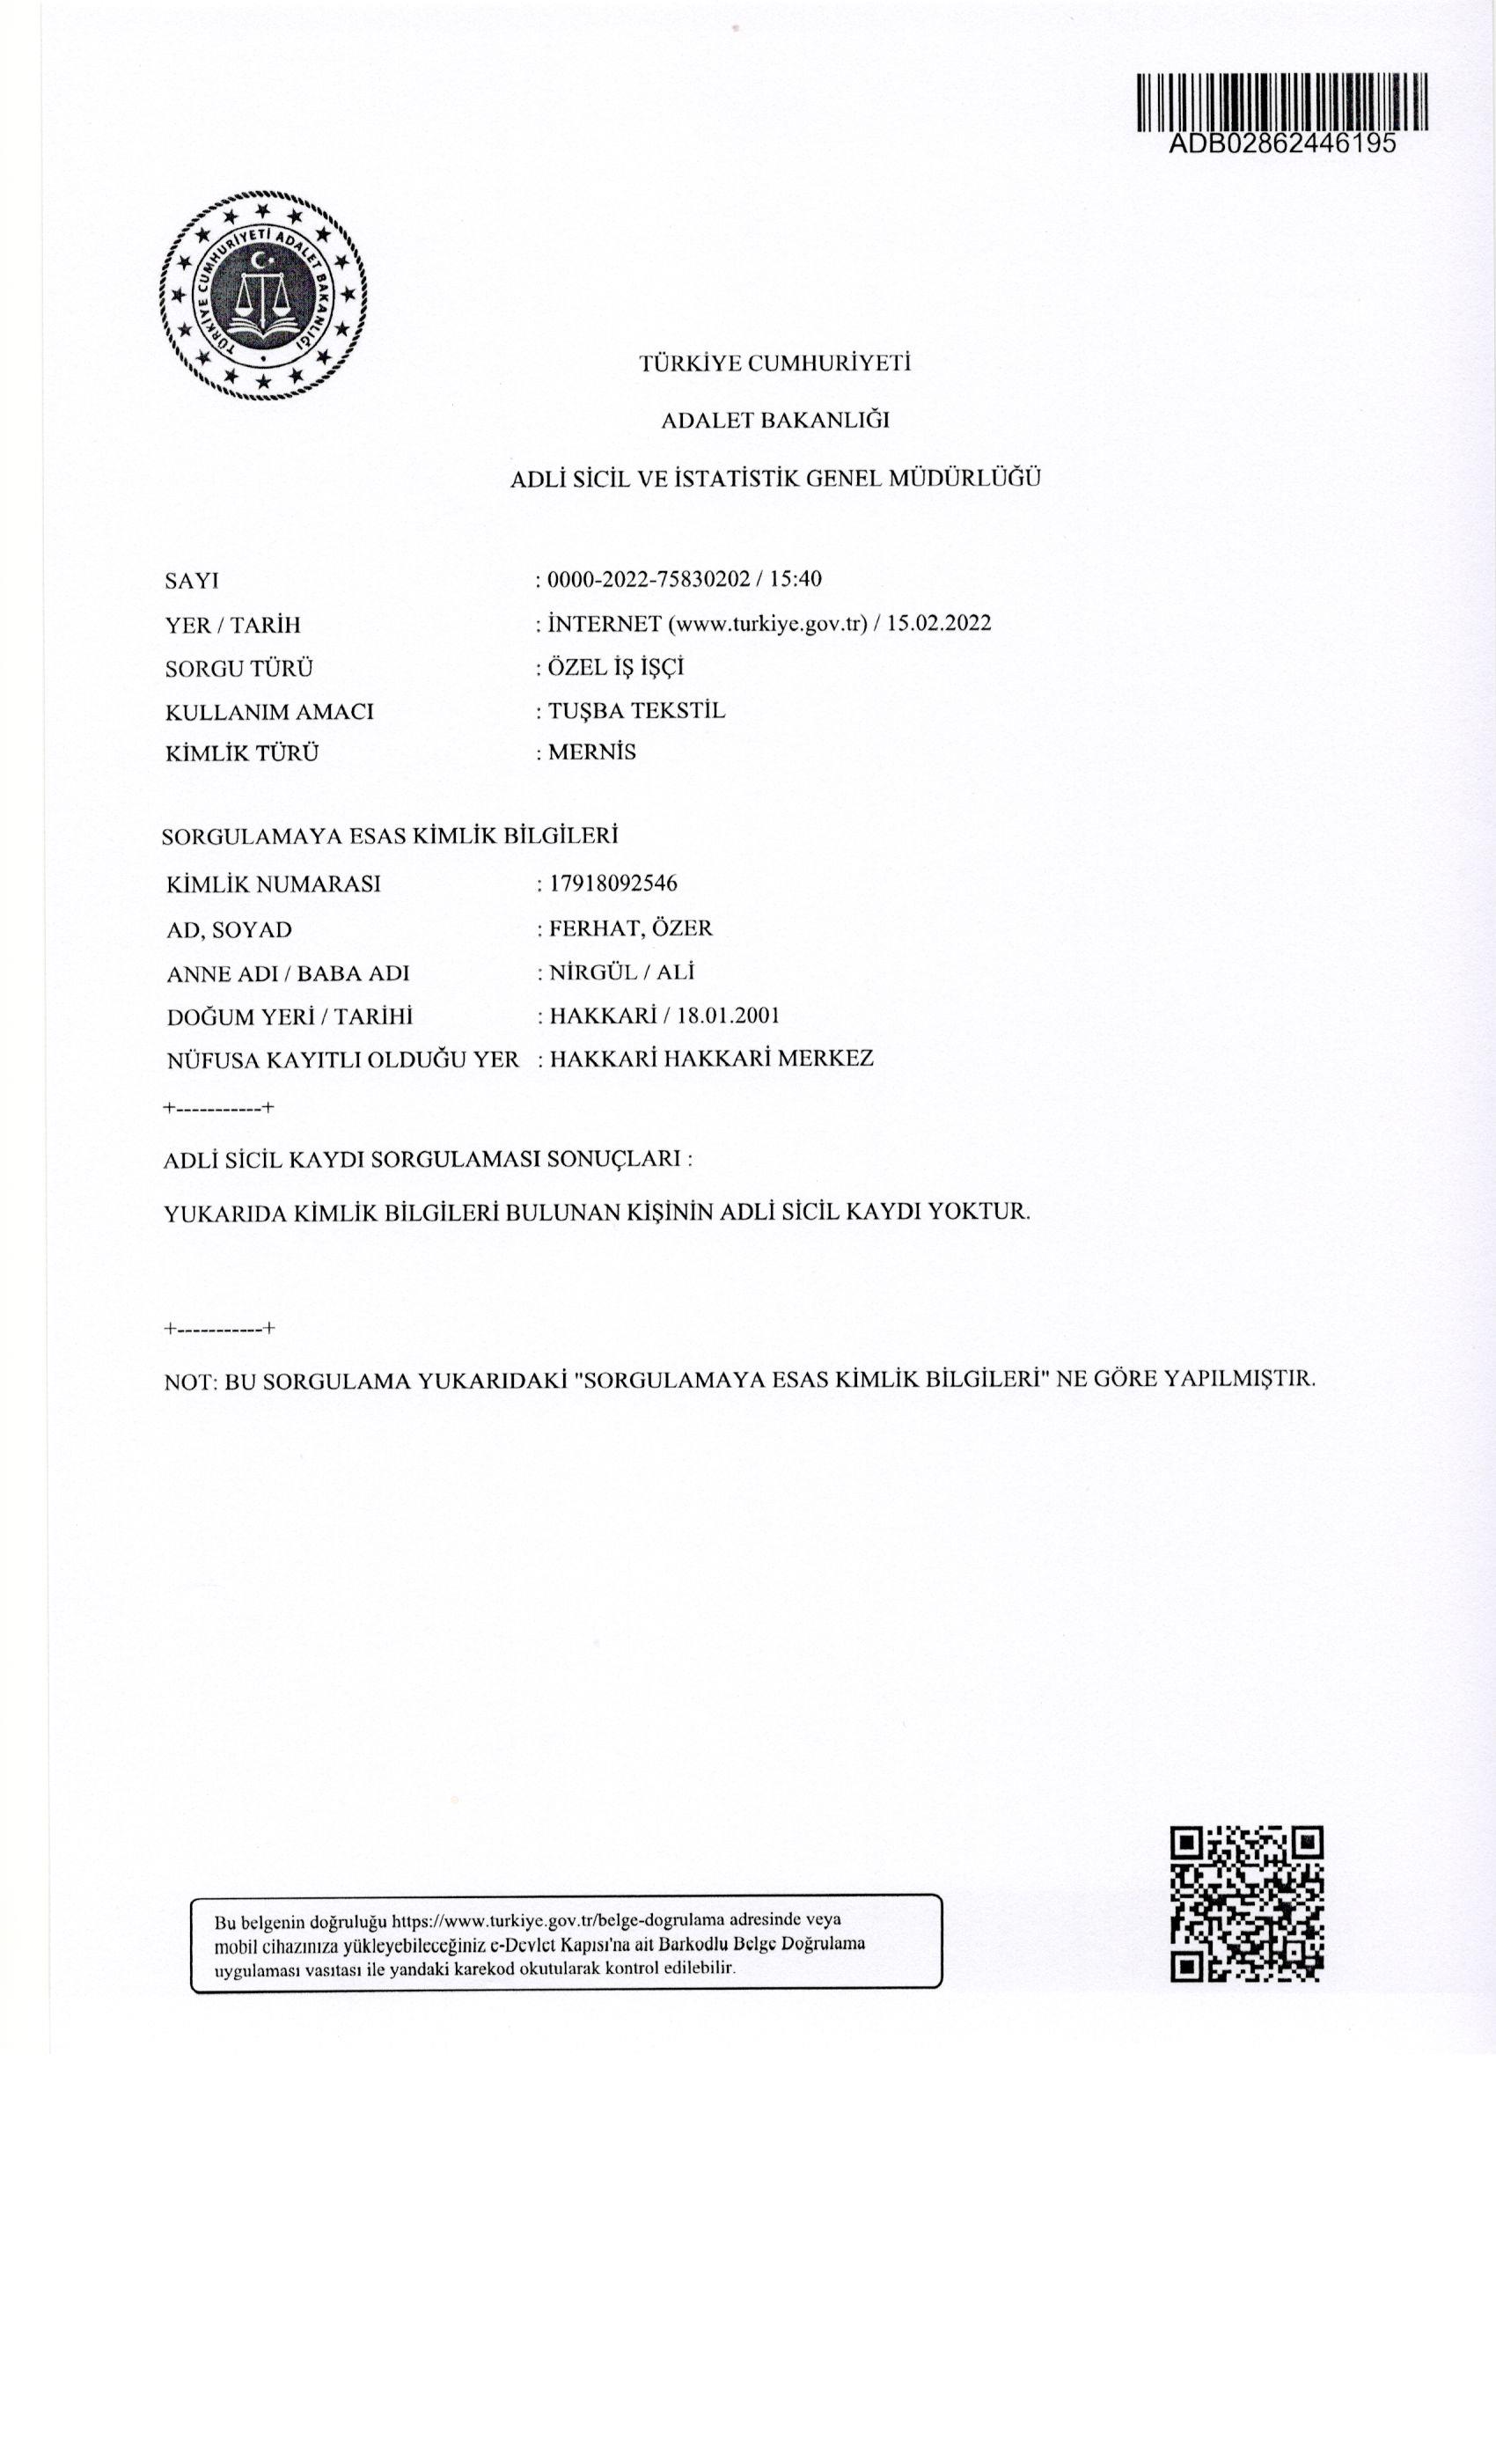 ADB02862446195
TÜRKİYE CUMHURİYETİ ADALET BAKANLIĞI
TÜRKİYE CUMHURİYETİ
ADALET BAKANLIĞI
ADLİ SİCİL VE İSTATİSTİK GENEL MÜDÜRLÜĞÜ
SAYI : 0000-2022-75830202 / 15:40
YER / TARİH : İNTERNET (www.turkiye.gov.tr) / 15.02.2022
SORGU TÜRÜ : ÖZEL İŞ İŞÇİ
KULLANIM AMACI : TUŞBA TEKSTİL
KİMLİK TÜRÜ : MERNİS
SORGULAMAYA ESAS KİMLİK BİLGİLERİ
KİMLİK NUMARASI : 17918092546
AD, SOYAD : FERHAT, ÖZER
ANNE ADI / BABA ADI : NİRGÜL / ALİ
DOĞUM YERİ / TARİHİ : HAKKARİ / 18.01.2001
NÜFUSA KAYITLI OLDUĞU YER : HAKKARİ HAKKARİ MERKEZ
+-----------+
ADLİ SİCİL KAYDI SORGULAMASI SONUÇLARI :
YUKARIDA KİMLİK BİLGİLERİ BULUNAN KİŞİNİN ADLİ SİCİL KAYDI YOKTUR.
+-----------+
NOT: BU SORGULAMA YUKARIDAKİ "SORGULAMAYA ESAS KİMLİK BİLGİLERİ" NE GÖRE YAPILMIŞTIR.
Bu belgenin doğruluğu https://www.turkiye.gov.tr/belge-dogrulama adresinde veya
mobil cihazınıza yükleyebileceğiniz e-Devlet Kapısı'na ait Barkodlu Belge Doğrulama
uygulaması vasıtası ile yandaki karekod okutularak kontrol edilebilir.